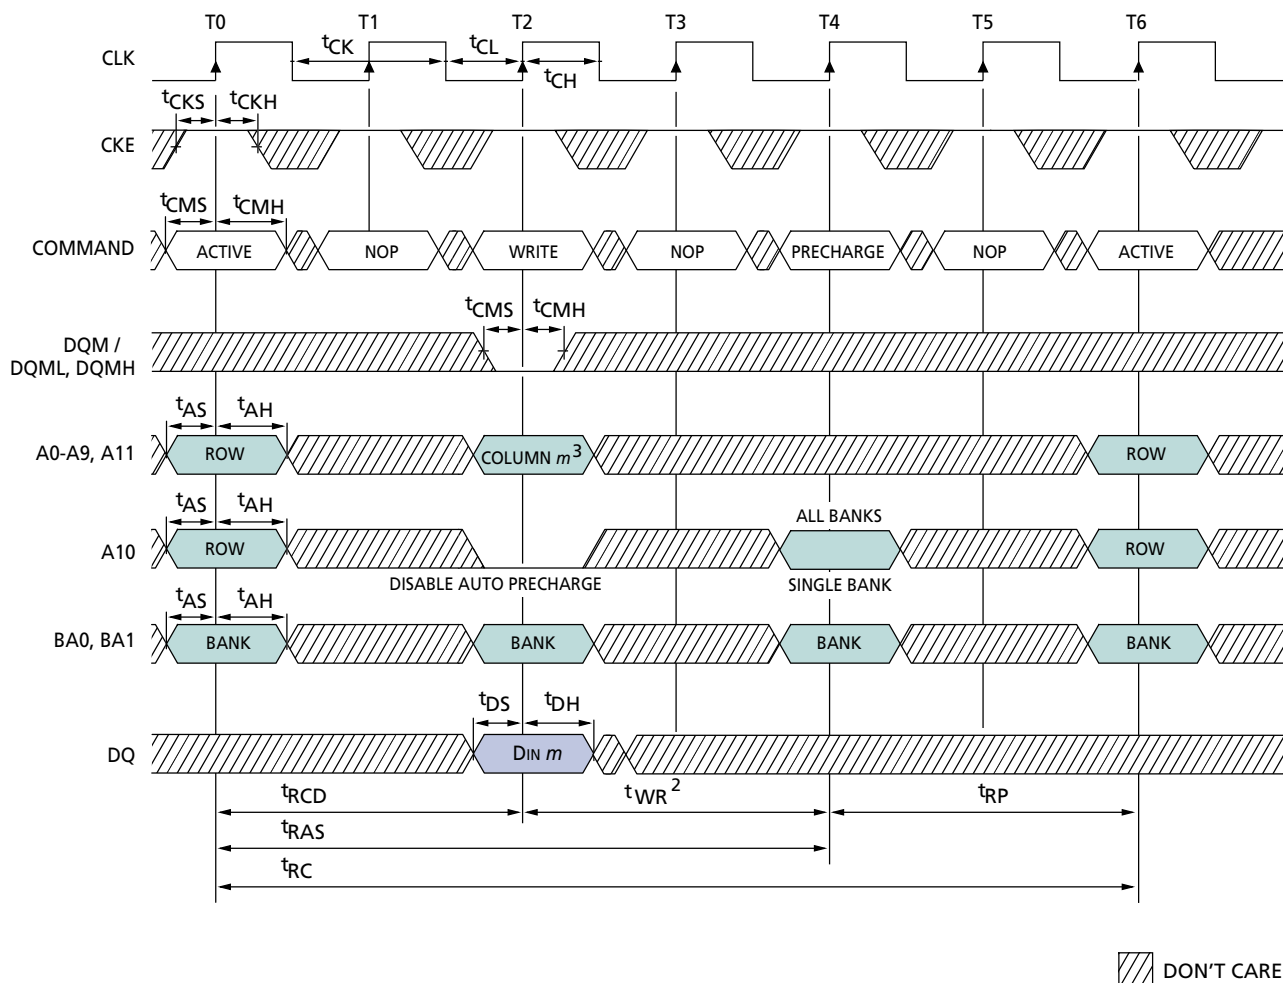 T0 T1 T2 T3 T4 T5 T6
CLK tCK tCL
tCH
tCKS tCKH
CKE
tCMS tCMH
COMMAND ACTIVE NOP WRITE NOP PRECHARGE NOP ACTIVE
tCMS tCMH
DQM /
DQML, DQMH
tAS tAH
A0-A9, A11 ROW COLUMN m3 ROW
tAS tAH
ALL BANKS
A10 ROW ROW
DISABLE AUTO PRECHARGE SINGLE BANK
tAS tAH
BA0, BA1 BANK BANK BANK BANK
tDS tDH
DQ DIN m
tRCD tWR2 tRP
tRAS
tRC
DON'T CARE